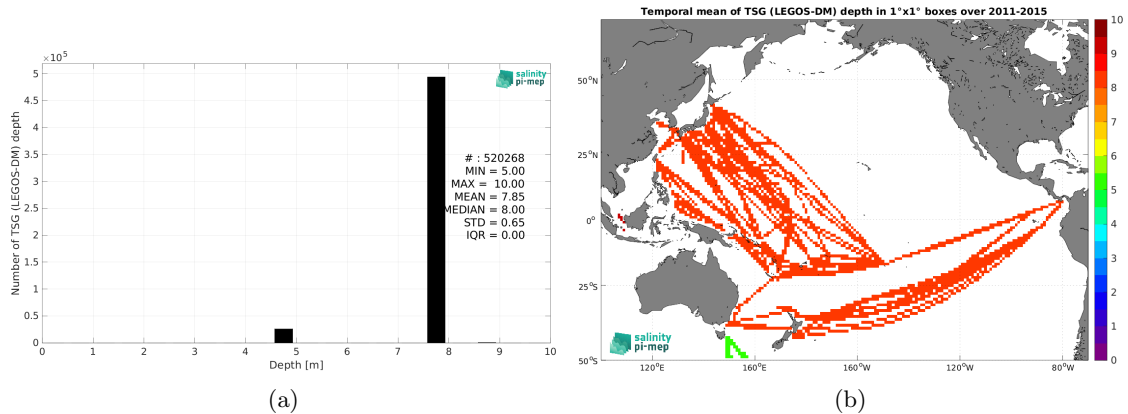 ×10⁵
5
4.5
4
3.5
3
2.5
2
1.5
1
0.5
0
Number of TSG (LEGOS-DM) depth
salinity
pi-mep
# : 520268
MIN = 5.00
MAX = 10.00
MEAN = 7.85
MEDIAN = 8.00
STD = 0.65
IQR = 0.00
0 1 2 3 4 5 6 7 8 9 10
Depth [m]
(a)
Temporal mean of TSG (LEGOS-DM) depth in 1°x1° boxes over 2011-2015
50°N
25°N
0°
25°S
50°S
salinity
pi-mep
120°E 160°E 160°W 120°W 80°W
10
9
8
7
6
5
4
3
2
1
0
(b)